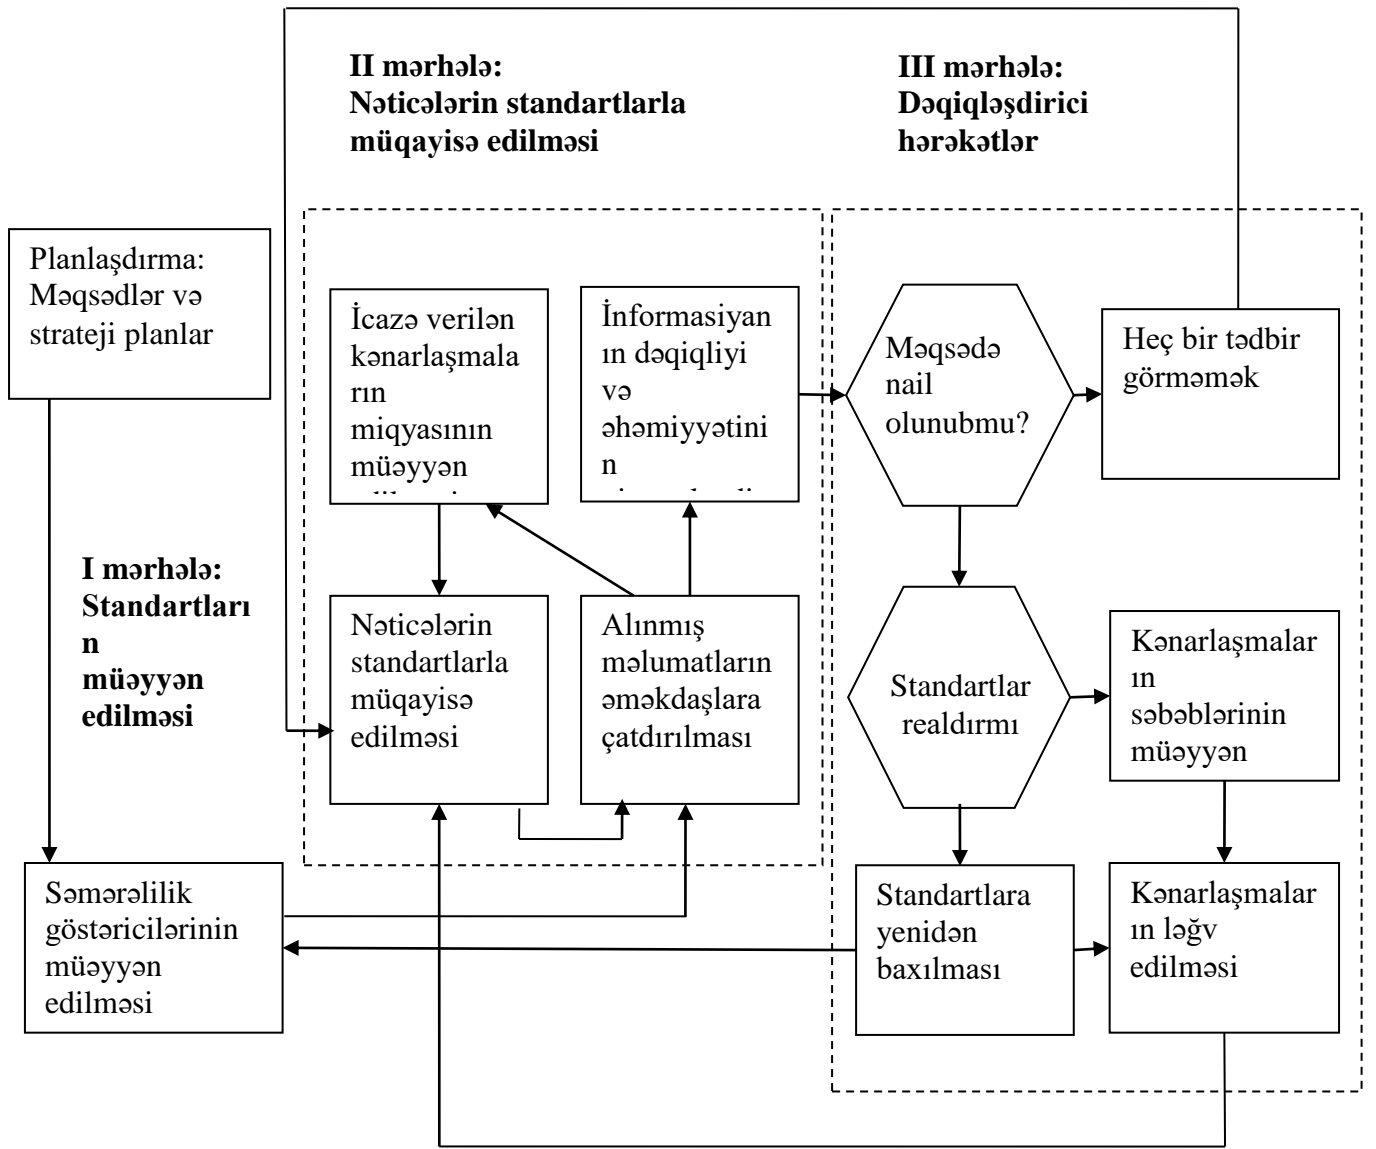 II mərhələ:
Nəticələrin standartlarla
müqayisə edilməsi
III mərhələ:
Dəqiqləşdirici
hərəkətlər
Planlaşdırma:
Məqsədlər və
strateji planlar
İcazə verilən
kənarlaşmala
rın
miqyasının
müəyyən
İnformasiyan
ın dəqiqliyi
və
əhəmiyyətini
n
Məqsədə
nail
olunubmu?
Heç bir tədbir
görməmək
I mərhələ:
Standartları
n
müəyyən
edilməsi
Nəticələrin
standartlarla
müqayisə
edilməsi
Alınmış
məlumatların
əməkdaşlara
çatdırılması
Standartlar
realdırmı
Kənarlaşmalar
ın
səbəblərinin
müəyyən
Səmərəlilik
göstəricilərinin
müəyyən
edilməsi
Standartlara
yenidən
baxılması
Kənarlaşmalar
ın ləğv
edilməsi